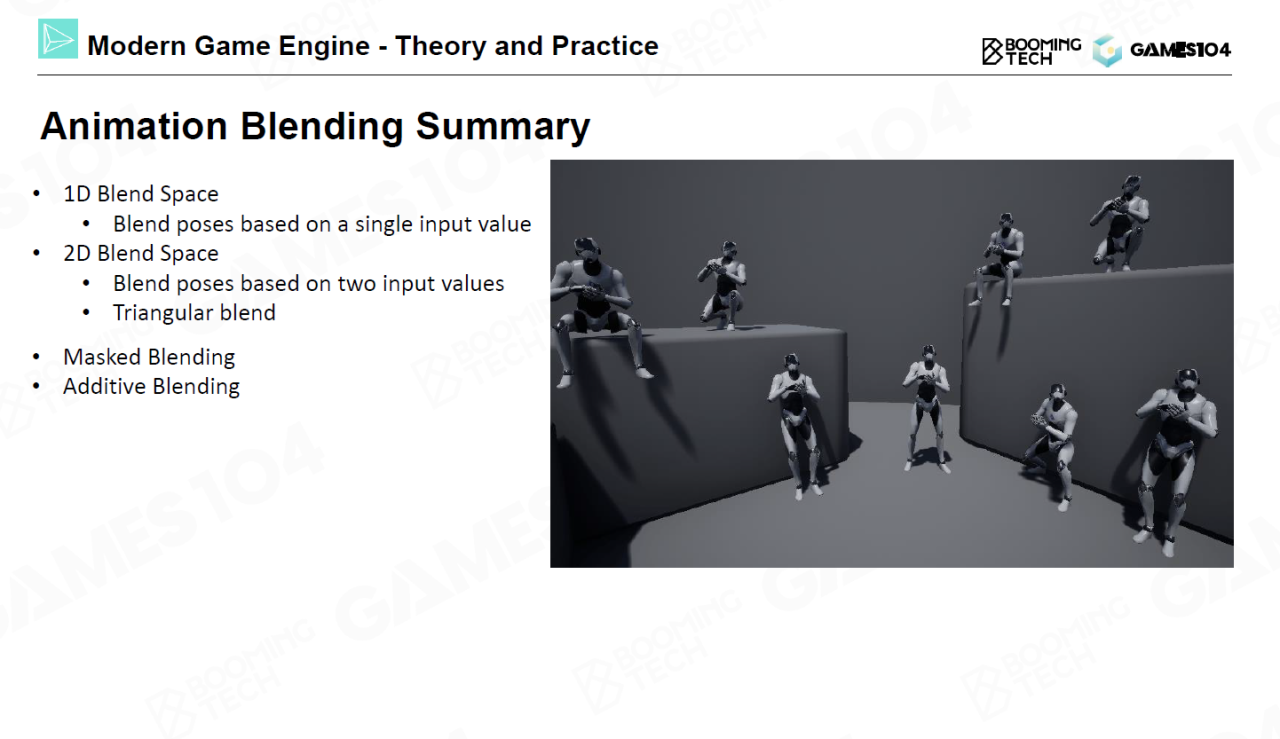 Modern Game Engine - Theory and Practice
BOOMING
TECH
GAMES104
Animation Blending Summary
• 1D Blend Space
• Blend poses based on a single input value
• 2D Blend Space
• Blend poses based on two input values
• Triangular blend
• Masked Blending
• Additive Blending